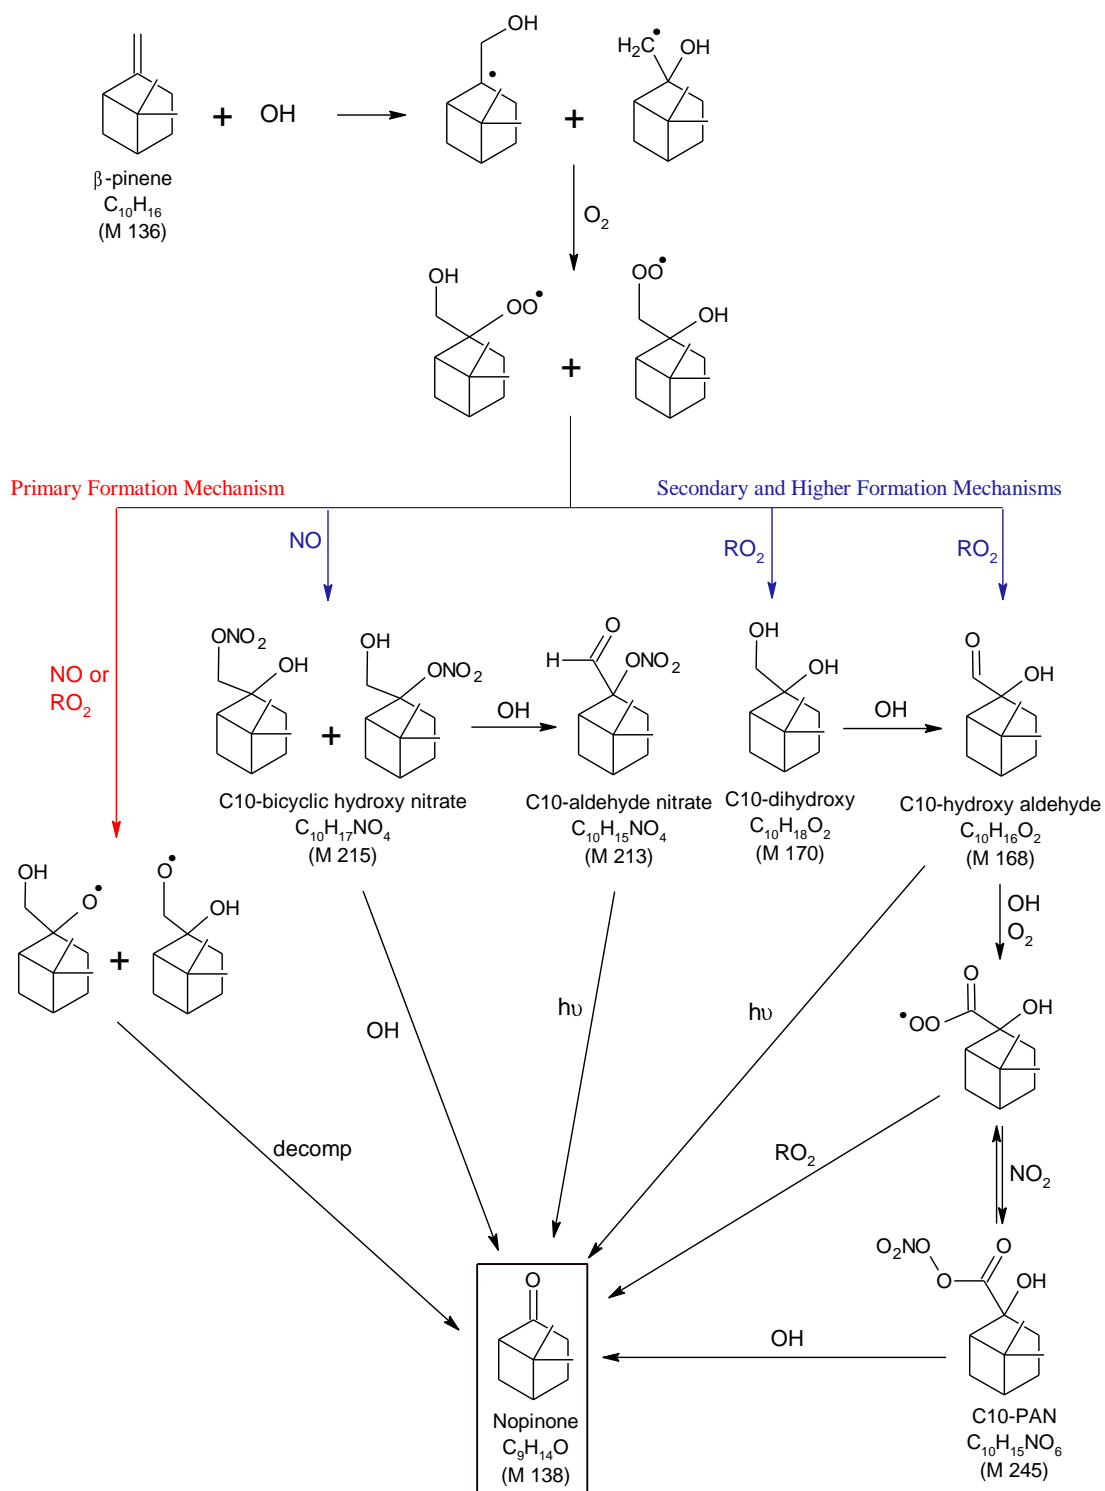 OH
H₂C• OH
+ OH
+
β-pinene
C₁₀H₁₆
(M 136)
O₂
OH
OO•
OO•
OH
+
Primary Formation Mechanism
Secondary and Higher Formation Mechanisms
NO
RO₂
RO₂
NO or
RO₂
ONO₂
OH
OH
ONO₂
+
OH
O
H
ONO₂
OH
OH
OH
O
OH
C10-bicyclic hydroxy nitrate
C₁₀H₁₇NO₄
(M 215)
C10-aldehyde nitrate
C₁₀H₁₅NO₄
(M 213)
C10-dihydroxy
C₁₀H₁₈O₂
(M 170)
C10-hydroxy aldehyde
C₁₀H₁₆O₂
(M 168)
OH
O•
+
O•
OH
OH
O₂
O
•OO
OH
OH
hυ
hυ
decomp
RO₂
NO₂
O₂NO
O
O
OH
OH
O
Nopinone
C₉H₁₄O
(M 138)
C10-PAN
C₁₀H₁₅NO₆
(M 245)